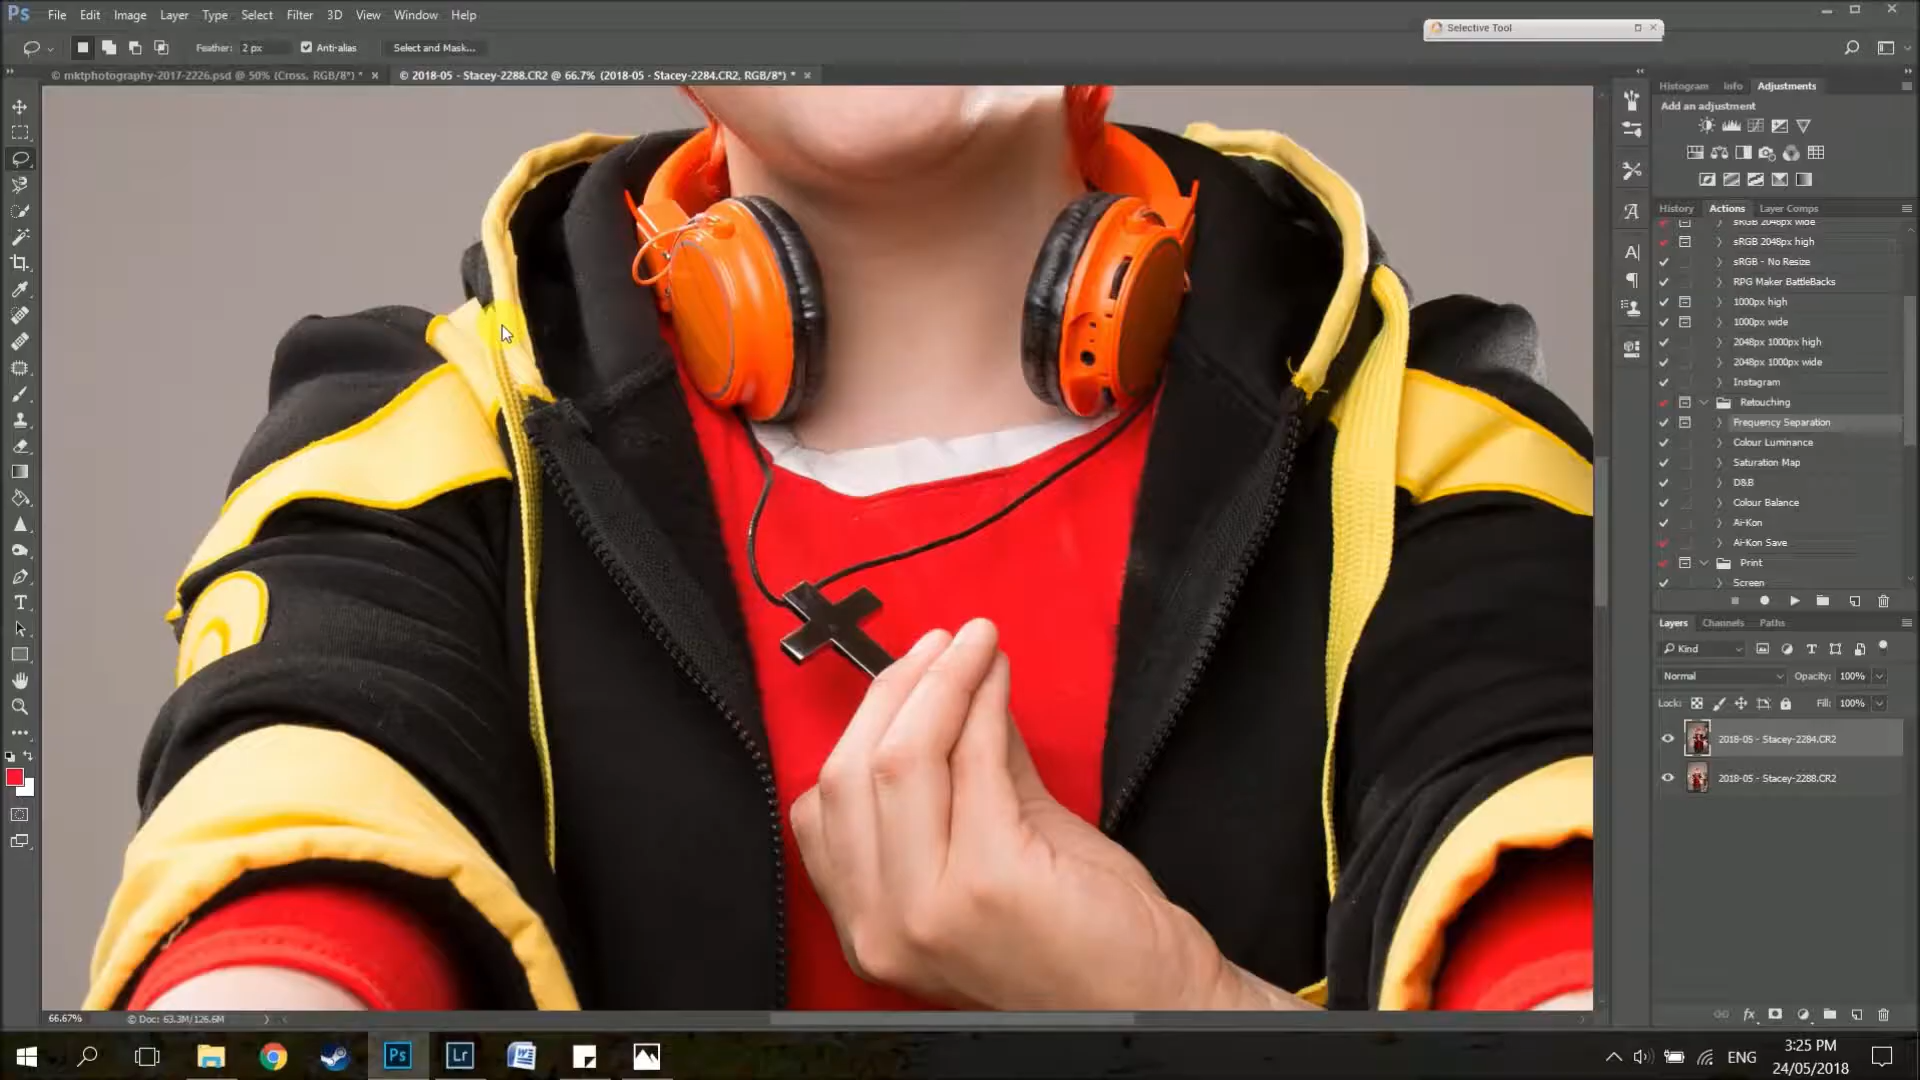 Ps File Edit Image Layer Type Select Filter 3D View Window Help
Selective Tool
Feather: 2 px Anti-alias Select and Mask...
© mktphotography-2017-2226.psd @ 50% (Cross, RGB/8*) * × © 2018-05 - Stacey-2288.CR2 @ 66.7% (2018-05 - Stacey-2284.CR2, RGB/8*) * ×
Histogram Info Adjustments
Add an adjustment
History Actions Layer Comps
sRGB 2048px wide
sRGB 2048px high
sRGB - No Resize
RPG Maker BattleBacks
1000px high
1000px wide
2048px 1000px high
2048px 1000px wide
Instagram
Retouching
Frequency Separation
Colour Luminance
Saturation Map
D&B
Colour Balance
Ai-Kon
Ai-Kon Save
Print
Screen
Layers Channels Paths
Kind
Normal Opacity: 100%
Lock: Fill: 100%
2018-05 - Stacey-2284.CR2
2018-05 - Stacey-2288.CR2
66.67% © Doc: 63.3M/126.6M
Ps Lr ENG
3:25 PM
24/05/2018